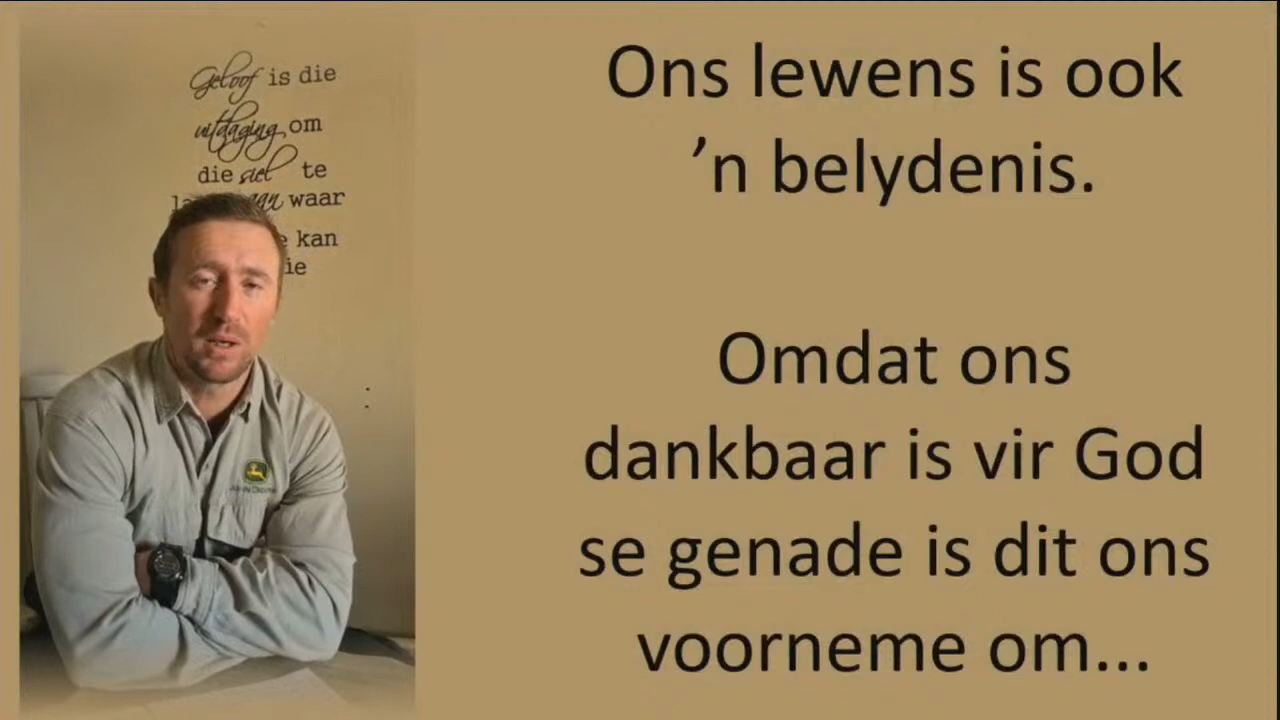 Geloof is die
uitdaging om
die siel te
waar
kan
Ons lewens is ook
’n belydenis.
Omdat ons
dankbaar is vir God
se genade is dit ons
voorneme om...